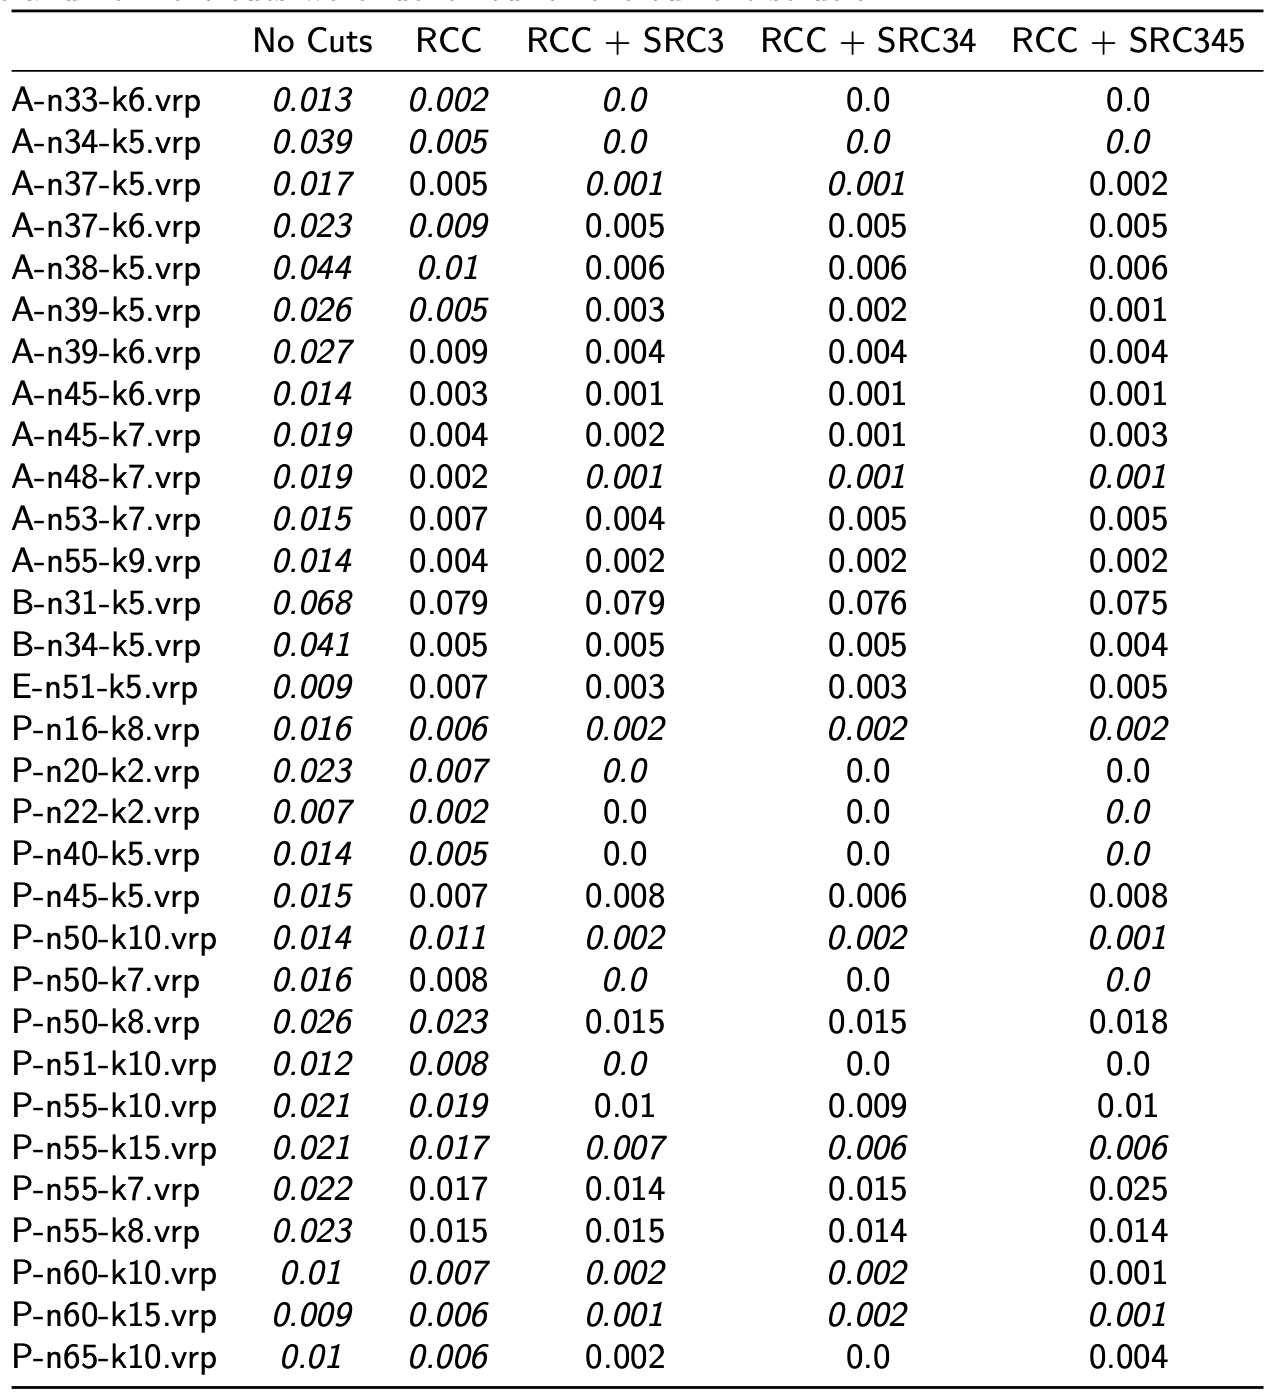 No Cuts RCC RCC + SRC3 RCC + SRC34 RCC + SRC345
A-n33-k6.vrp 0.013 0.002 0.0 0.0 0.0
A-n34-k5.vrp 0.039 0.005 0.0 0.0 0.0
A-n37-k5.vrp 0.017 0.005 0.001 0.001 0.002
A-n37-k6.vrp 0.023 0.009 0.005 0.005 0.005
A-n38-k5.vrp 0.044 0.01 0.006 0.006 0.006
A-n39-k5.vrp 0.026 0.005 0.003 0.002 0.001
A-n39-k6.vrp 0.027 0.009 0.004 0.004 0.004
A-n45-k6.vrp 0.014 0.003 0.001 0.001 0.001
A-n45-k7.vrp 0.019 0.004 0.002 0.001 0.003
A-n48-k7.vrp 0.019 0.002 0.001 0.001 0.001
A-n53-k7.vrp 0.015 0.007 0.004 0.005 0.005
A-n55-k9.vrp 0.014 0.004 0.002 0.002 0.002
B-n31-k5.vrp 0.068 0.079 0.079 0.076 0.075
B-n34-k5.vrp 0.041 0.005 0.005 0.005 0.004
E-n51-k5.vrp 0.009 0.007 0.003 0.003 0.005
P-n16-k8.vrp 0.016 0.006 0.002 0.002 0.002
P-n20-k2.vrp 0.023 0.007 0.0 0.0 0.0
P-n22-k2.vrp 0.007 0.002 0.0 0.0 0.0
P-n40-k5.vrp 0.014 0.005 0.0 0.0 0.0
P-n45-k5.vrp 0.015 0.007 0.008 0.006 0.008
P-n50-k10.vrp 0.014 0.011 0.002 0.002 0.001
P-n50-k7.vrp 0.016 0.008 0.0 0.0 0.0
P-n50-k8.vrp 0.026 0.023 0.015 0.015 0.018
P-n51-k10.vrp 0.012 0.008 0.0 0.0 0.0
P-n55-k10.vrp 0.021 0.019 0.01 0.009 0.01
P-n55-k15.vrp 0.021 0.017 0.007 0.006 0.006
P-n55-k7.vrp 0.022 0.017 0.014 0.015 0.025
P-n55-k8.vrp 0.023 0.015 0.015 0.014 0.014
P-n60-k10.vrp 0.01 0.007 0.002 0.002 0.001
P-n60-k15.vrp 0.009 0.006 0.001 0.002 0.001
P-n65-k10.vrp 0.01 0.006 0.002 0.0 0.004